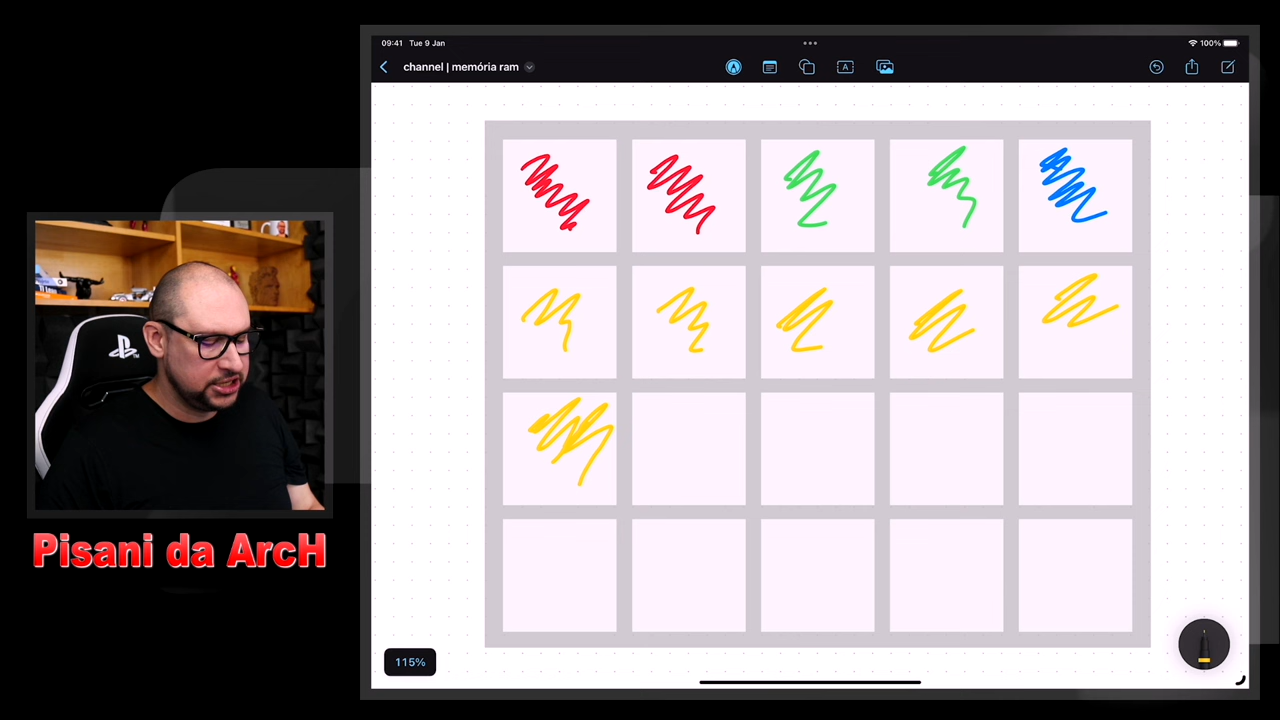 09:41 Tue 9 Jan
100%
channel | memória ram
A
Pisani da ArcH
115%